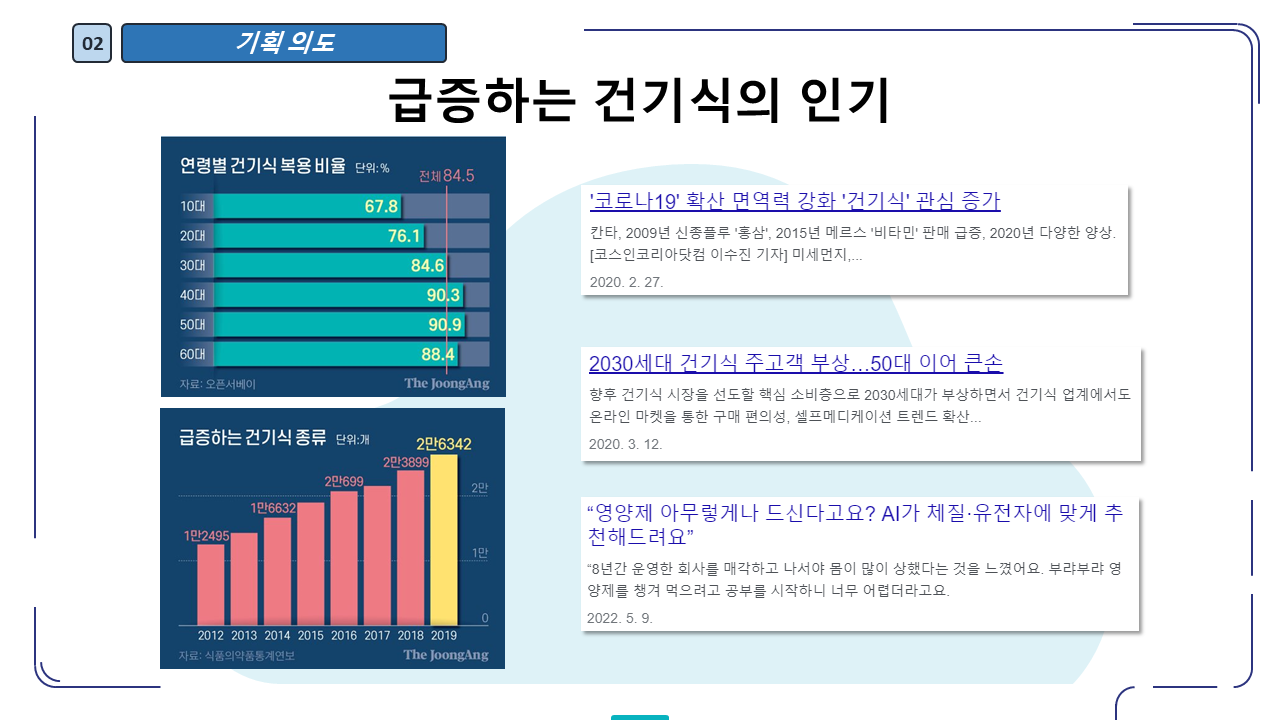 02
기획 의도
급증하는 건기식의 인기
연령별 건기식 복용 비율 단위:%
전체 84.5
10대 67.8
20대 76.1
30대 84.6
40대 90.3
50대 90.9
60대 88.4
자료: 오픈서베이 The JoongAng
급증하는 건기식 종류 단위:개
2만6342
2만3899
2만699
1만6632
1만2495
2만
1만
0
2012 2013 2014 2015 2016 2017 2018 2019
자료: 식품의약품통계연보 The JoongAng
'코로나19' 확산 면역력 강화 '건기식' 관심 증가
칸타, 2009년 신종플루 '홍삼', 2015년 메르스 '비타민' 판매 급증, 2020년 다양한 양상.
[코스인코리아닷컴 이수진 기자] 미세먼지,...
2020. 2. 27.
2030세대 건기식 주고객 부상…50대 이어 큰손
향후 건기식 시장을 선도할 핵심 소비층으로 2030세대가 부상하면서 건기식 업계에서도
온라인 마켓을 통한 구매 편의성, 셀프메디케이션 트렌드 확산...
2020. 3. 12.
“영양제 아무렇게나 드신다고요? AI가 체질·유전자에 맞게 추
천해드려요”
“8년간 운영한 회사를 매각하고 나서야 몸이 많이 상했다는 것을 느꼈어요. 부랴부랴 영
양제를 챙겨 먹으려고 공부를 시작하니 너무 어렵더라고요.
2022. 5. 9.